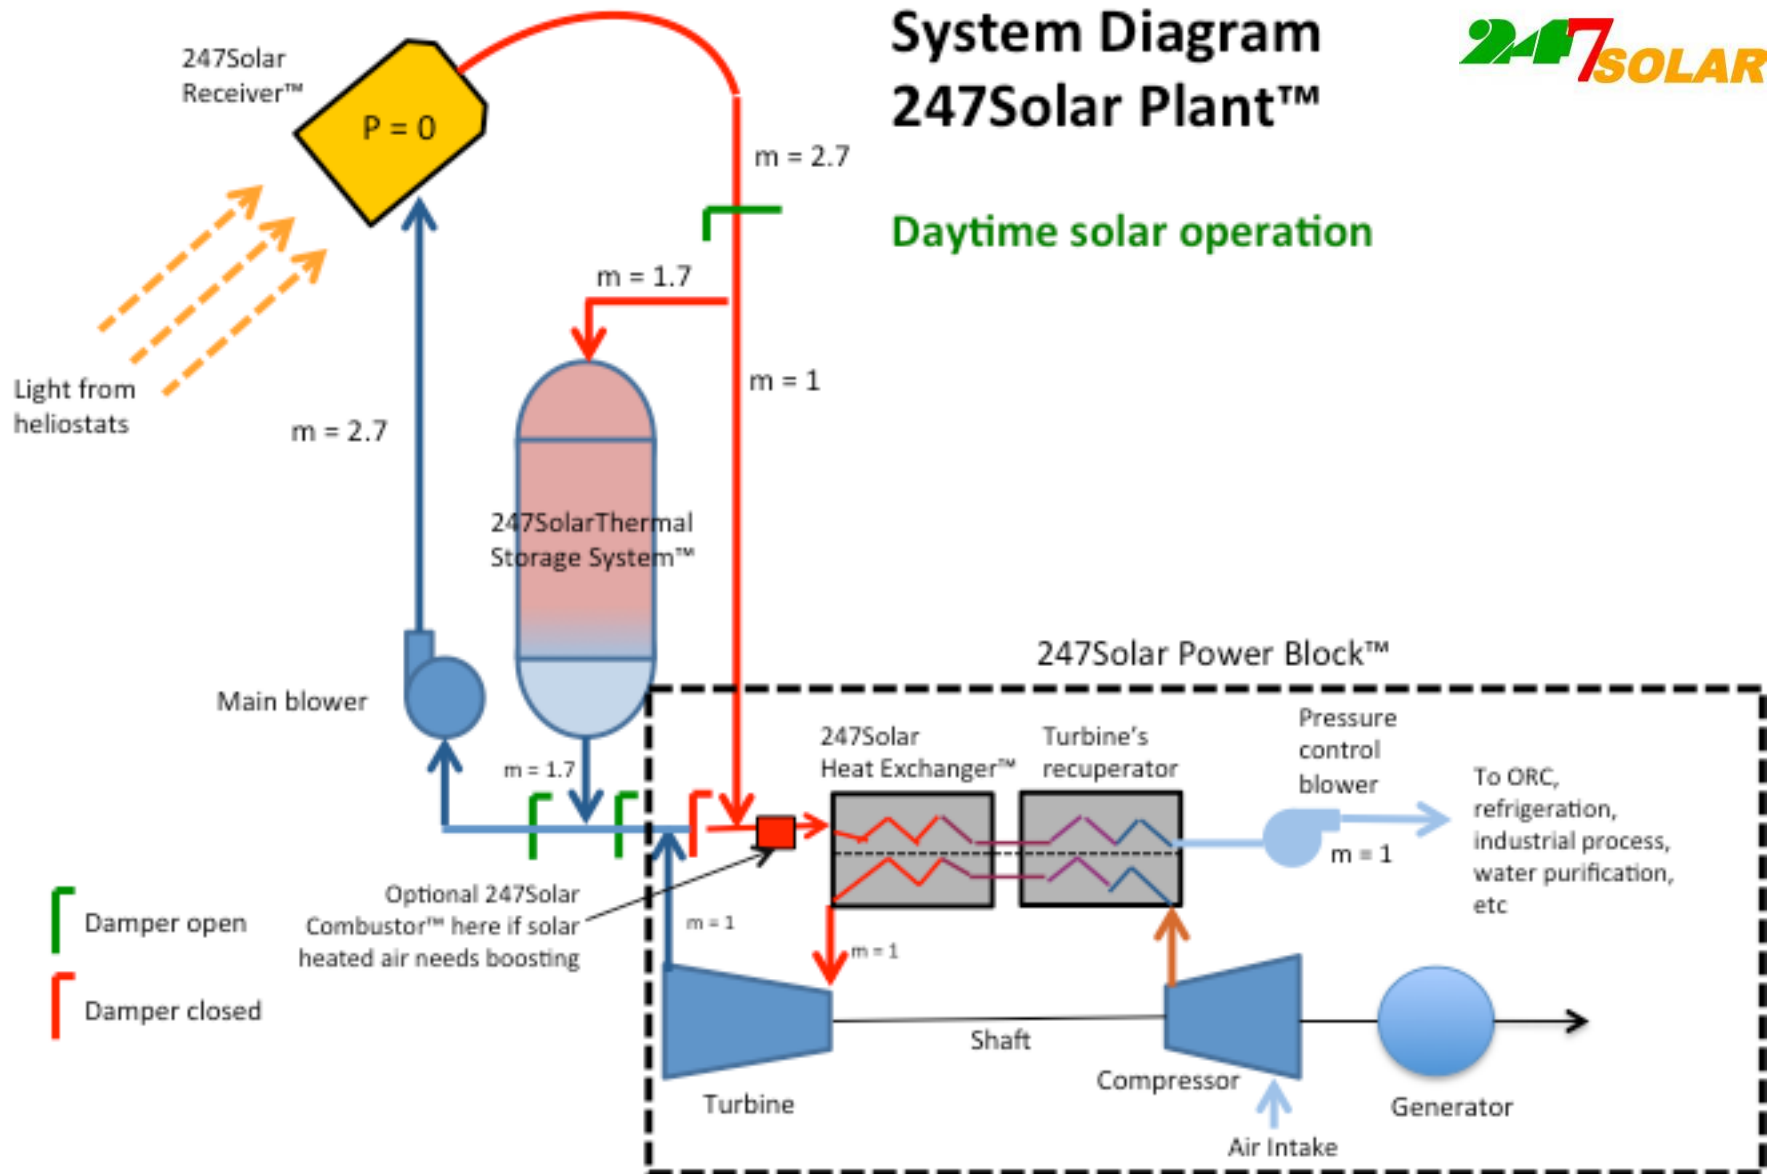 System Diagram
247Solar Plant™
247SOLAR
Daytime solar operation
247Solar
Receiver™
P = 0
m = 2.7
m = 1.7
m = 1
Light from
heliostats
m = 2.7
247SolarThermal
Storage System™
Main blower
m = 1.7
247Solar Power Block™
247Solar
Heat Exchanger™
Turbine's
recuperator
Pressure
control
blower
m = 1
To ORC,
refrigeration,
industrial process,
water purification,
etc
Optional 247Solar
Combustor™ here if solar
heated air needs boosting
m = 1
m = 1
Damper open
Damper closed
Shaft
Turbine
Compressor
Generator
Air Intake